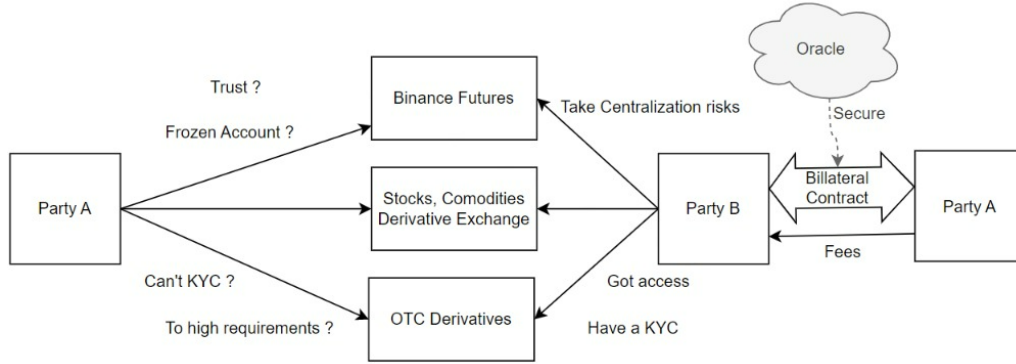 Oracle
Trust ?
Binance Futures
Take Centralization risks
Secure
Frozen Account ?
Party A
Stocks, Comodities
Derivative Exchange
Party B
Billateral
Contract
Party A
Fees
Can't KYC ?
Got access
To high requirements ?
OTC Derivatives
Have a KYC